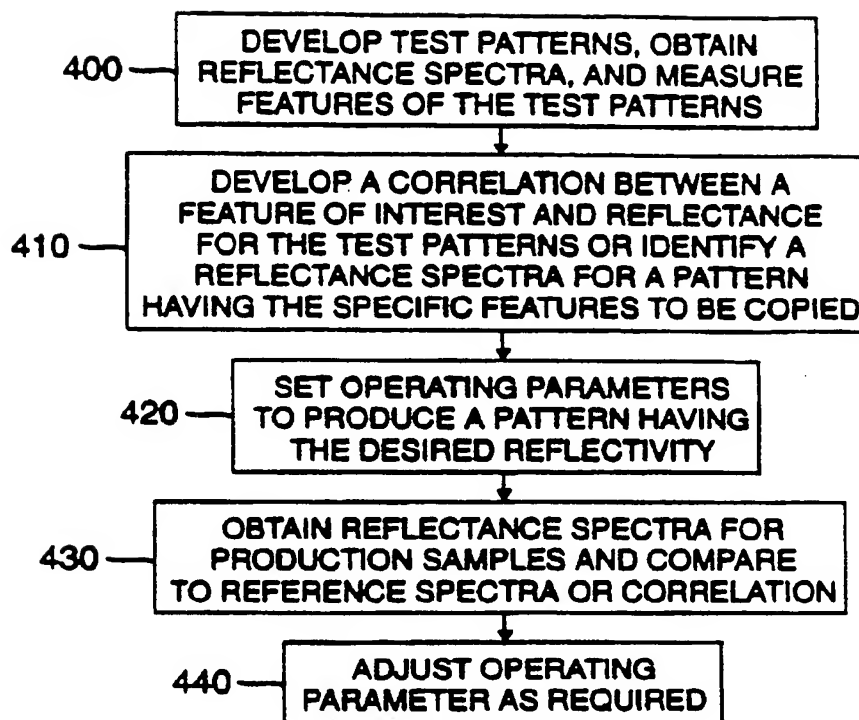 400
DEVELOP TEST PATTERNS, OBTAIN
REFLECTANCE SPECTRA, AND MEASURE
FEATURES OF THE TEST PATTERNS
410
DEVELOP A CORRELATION BETWEEN A
FEATURE OF INTEREST AND REFLECTANCE
FOR THE TEST PATTERNS OR IDENTIFY A
REFLECTANCE SPECTRA FOR A PATTERN
HAVING THE SPECIFIC FEATURES TO BE COPIED
420
SET OPERATING PARAMETERS
TO PRODUCE A PATTERN HAVING
THE DESIRED REFLECTIVITY
430
OBTAIN REFLECTANCE SPECTRA FOR
PRODUCTION SAMPLES AND COMPARE
TO REFERENCE SPECTRA OR CORRELATION
440
ADJUST OPERATING
PARAMETER AS REQUIRED